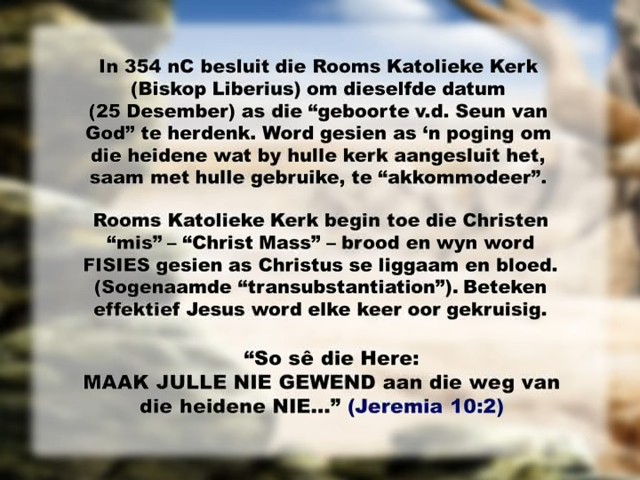 In 354 nC besluit die Rooms Katolieke Kerk
(Biskop Liberius) om dieselfde datum
(25 Desember) as die “geboorte v.d. Seun van
God” te herdenk. Word gesien as ‘n poging om
die heidene wat by hulle kerk aangesluit het,
saam met hulle gebruike, te “akkommodeer”.
Rooms Katolieke Kerk begin toe die Christen
“mis” – “Christ Mass” – brood en wyn word
FISIES gesien as Christus se liggaam en bloed.
(Sogenaamde “transubstantiation”). Beteken
effektief Jesus word elke keer oor gekruisig.
“So sê die Here:
MAAK JULLE NIE GEWEND aan die weg van
die heidene NIE...” (Jeremia 10:2)